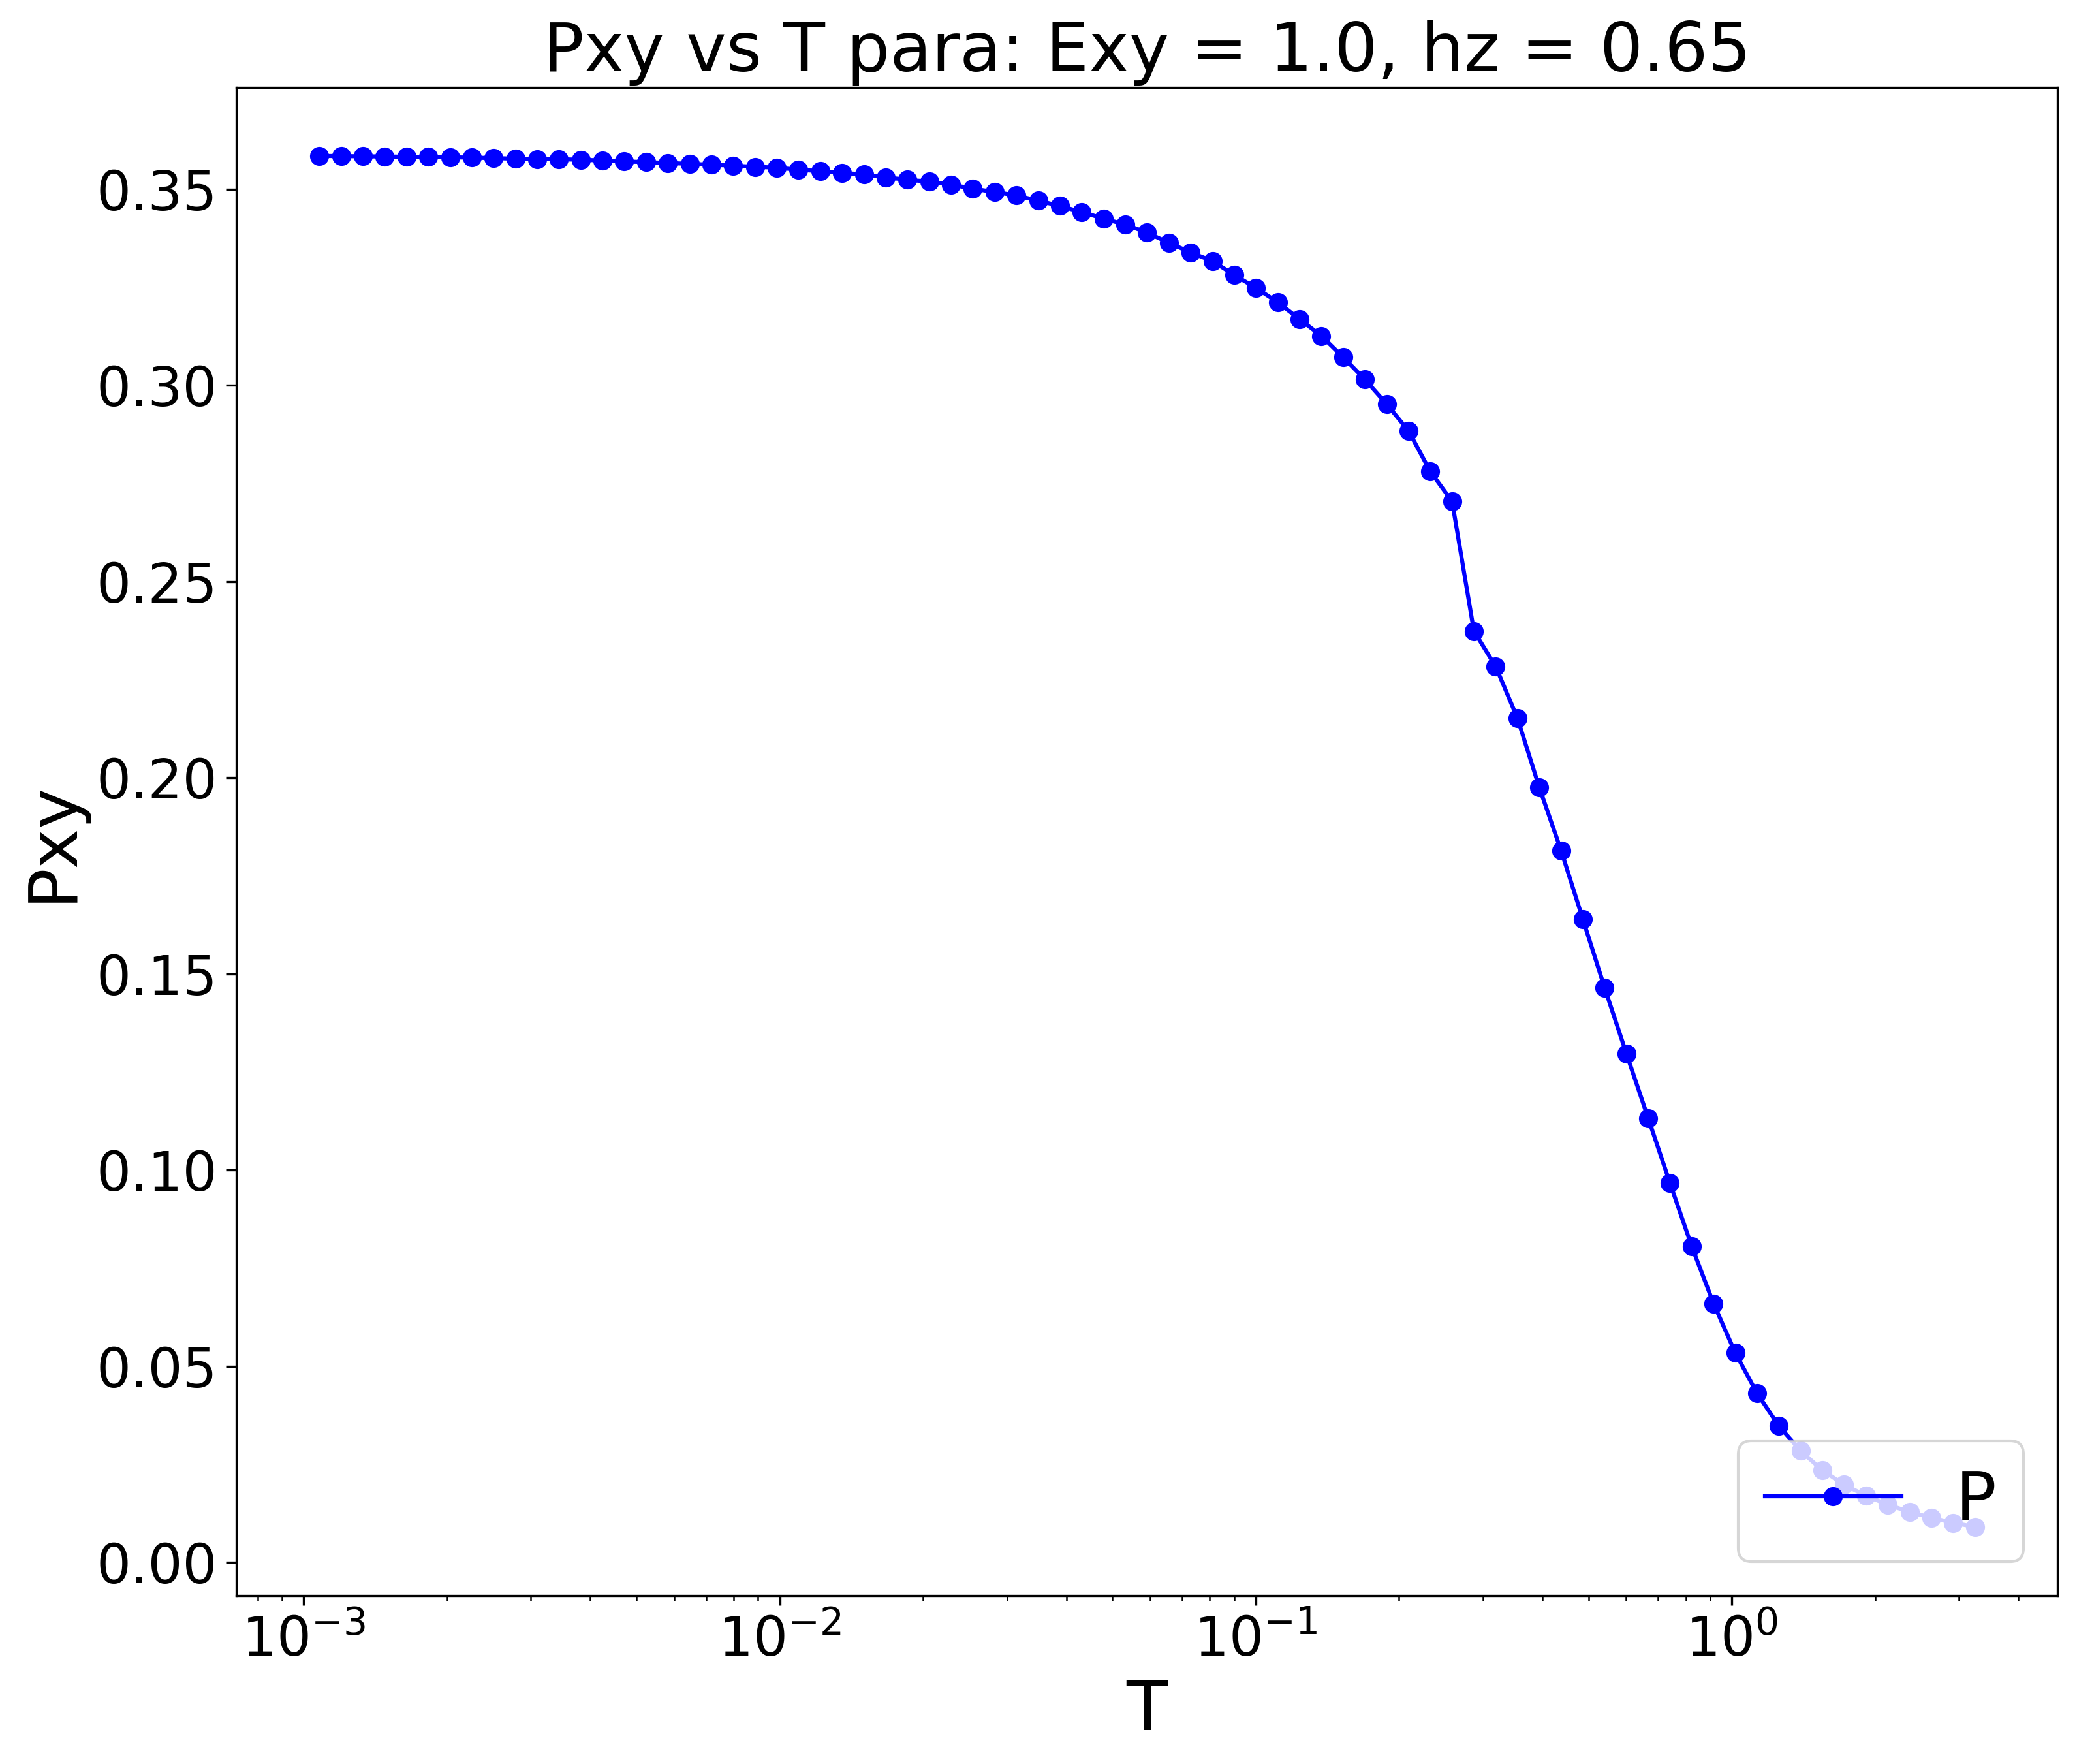 Pxy vs T para: Exy = 1.0, hz = 0.65
Pxy
0.35
0.30
0.25
0.20
0.15
0.10
0.05
0.00
P
10⁻³ 10⁻² 10⁻¹ 10⁰
T